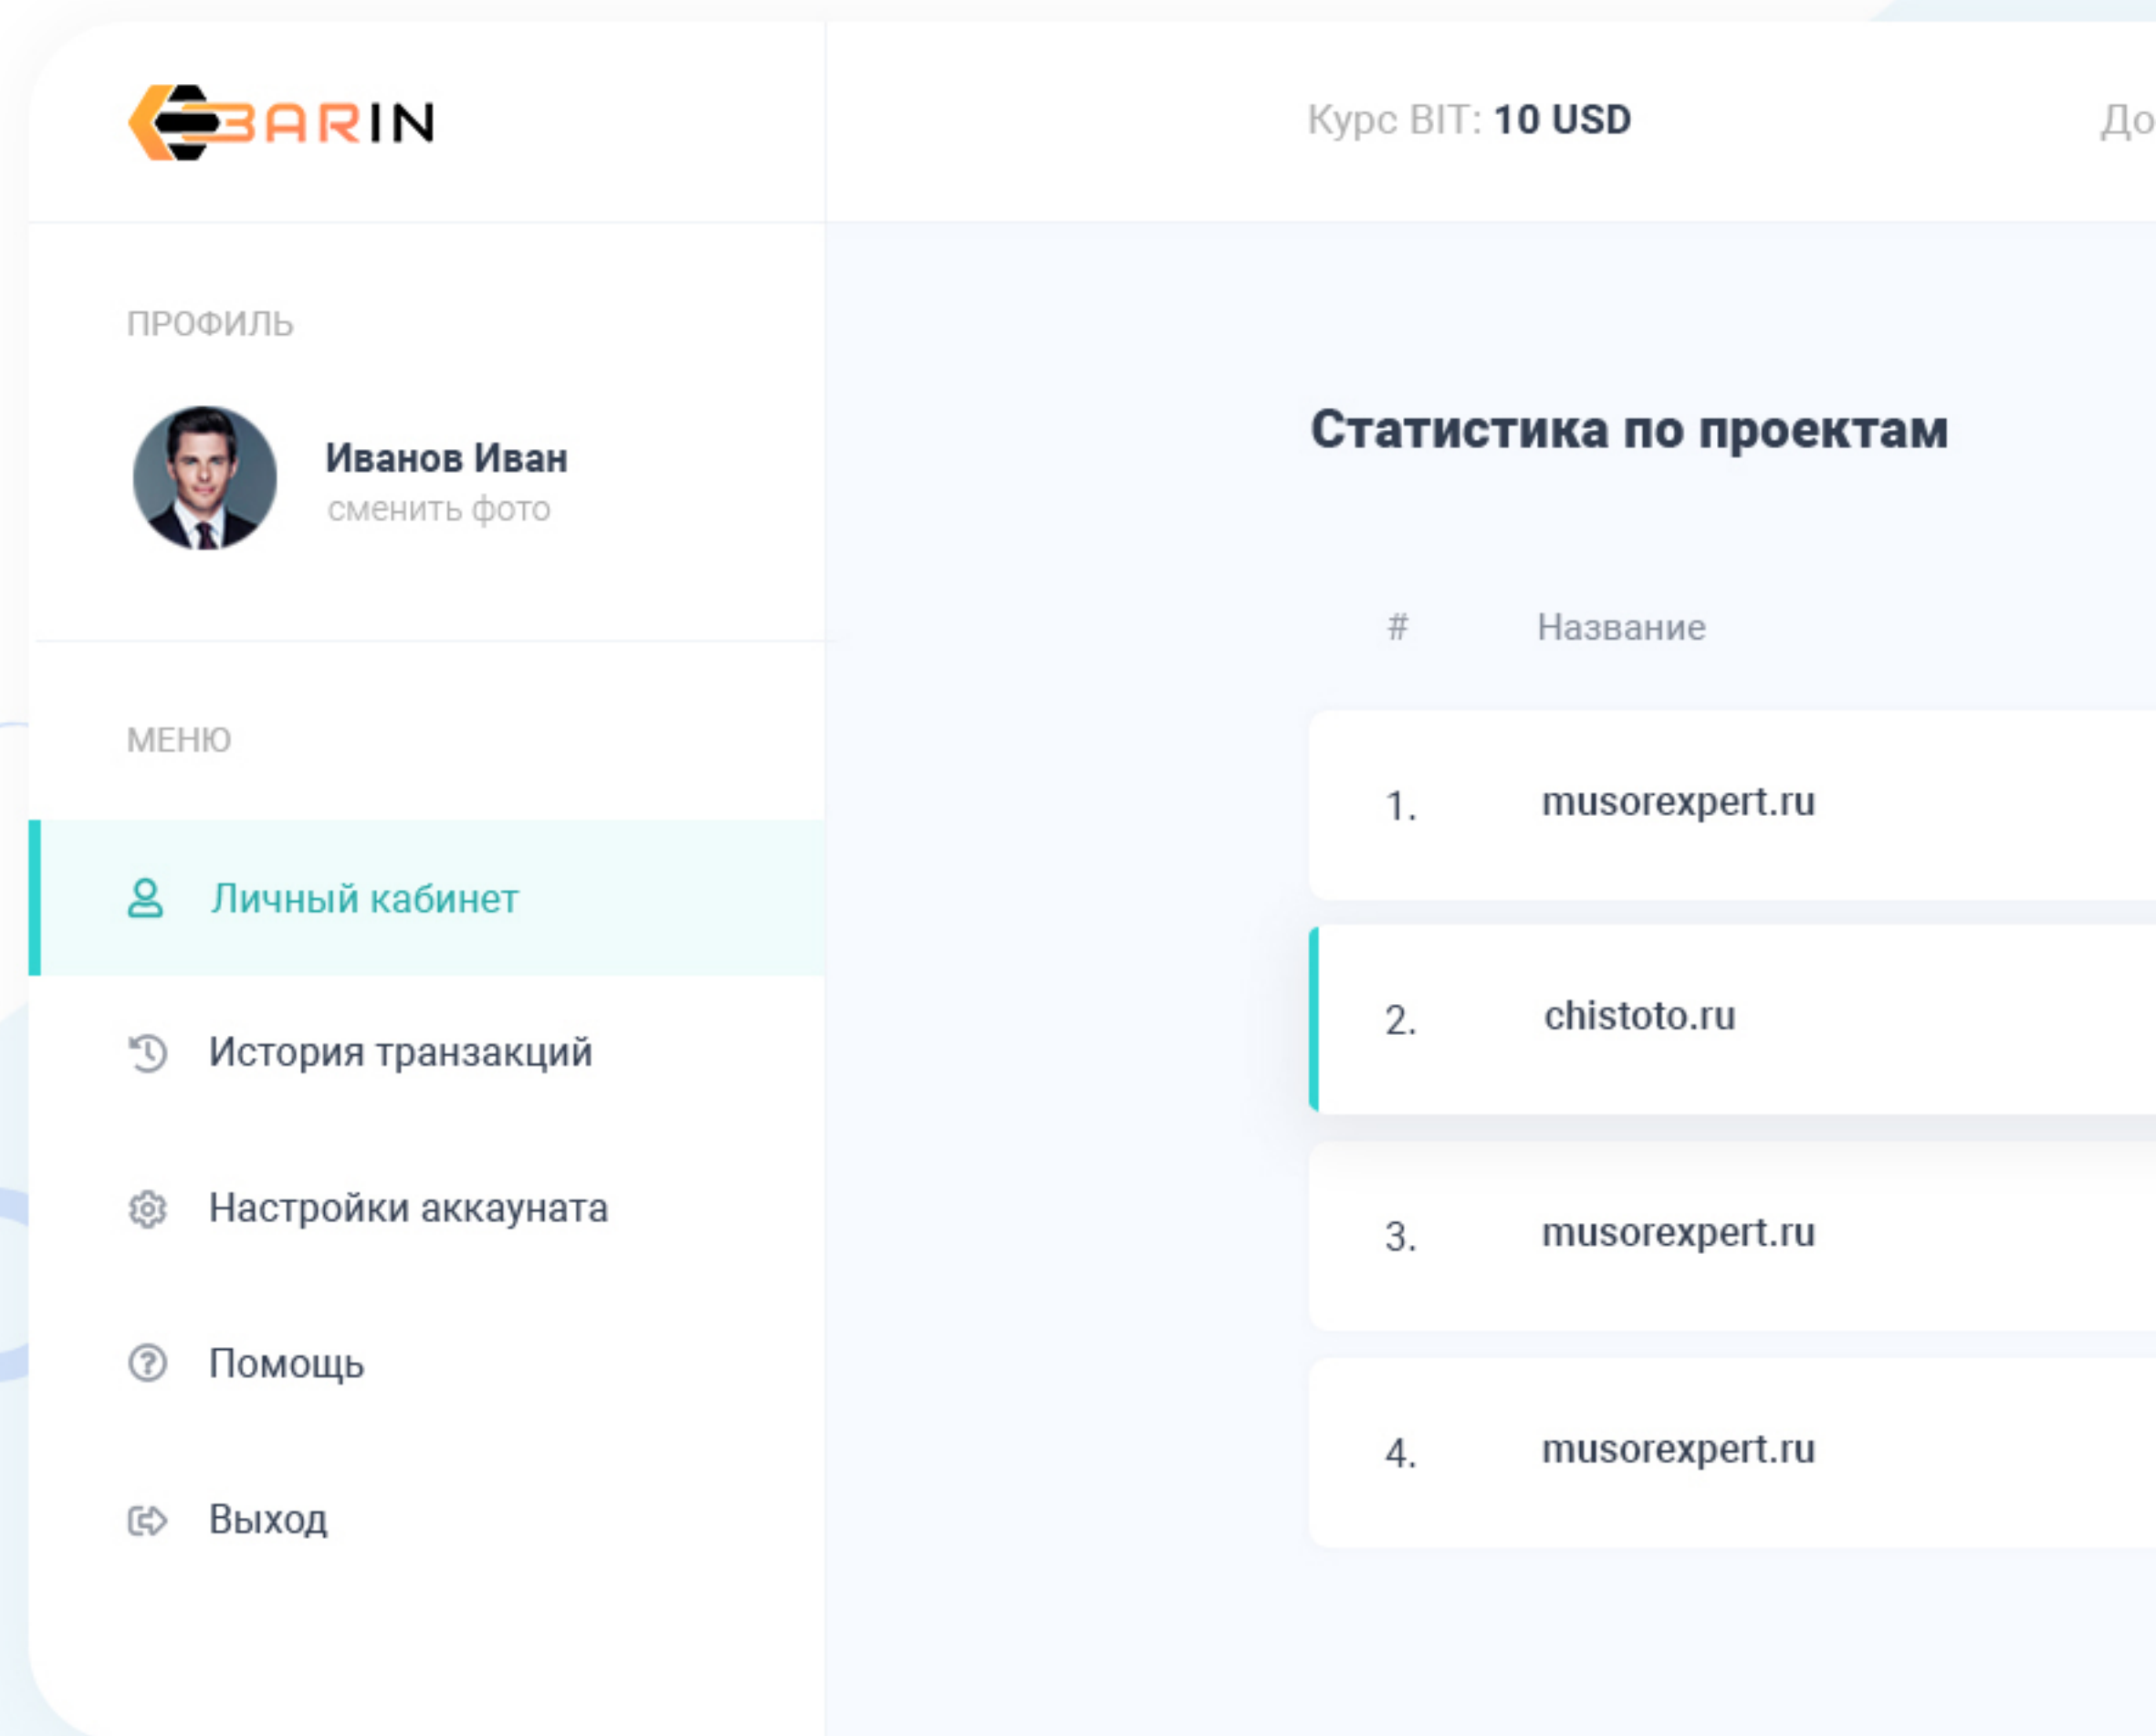 BARIN
Курс BIT: 10 USD
До
ПРОФИЛЬ
Иванов Иван
сменить фото
МЕНЮ
Личный кабинет
История транзакций
Настройки аккауната
Помощь
Выход
Статистика по проектам
# Название
1. musorexpert.ru
2. chistoto.ru
3. musorexpert.ru
4. musorexpert.ru